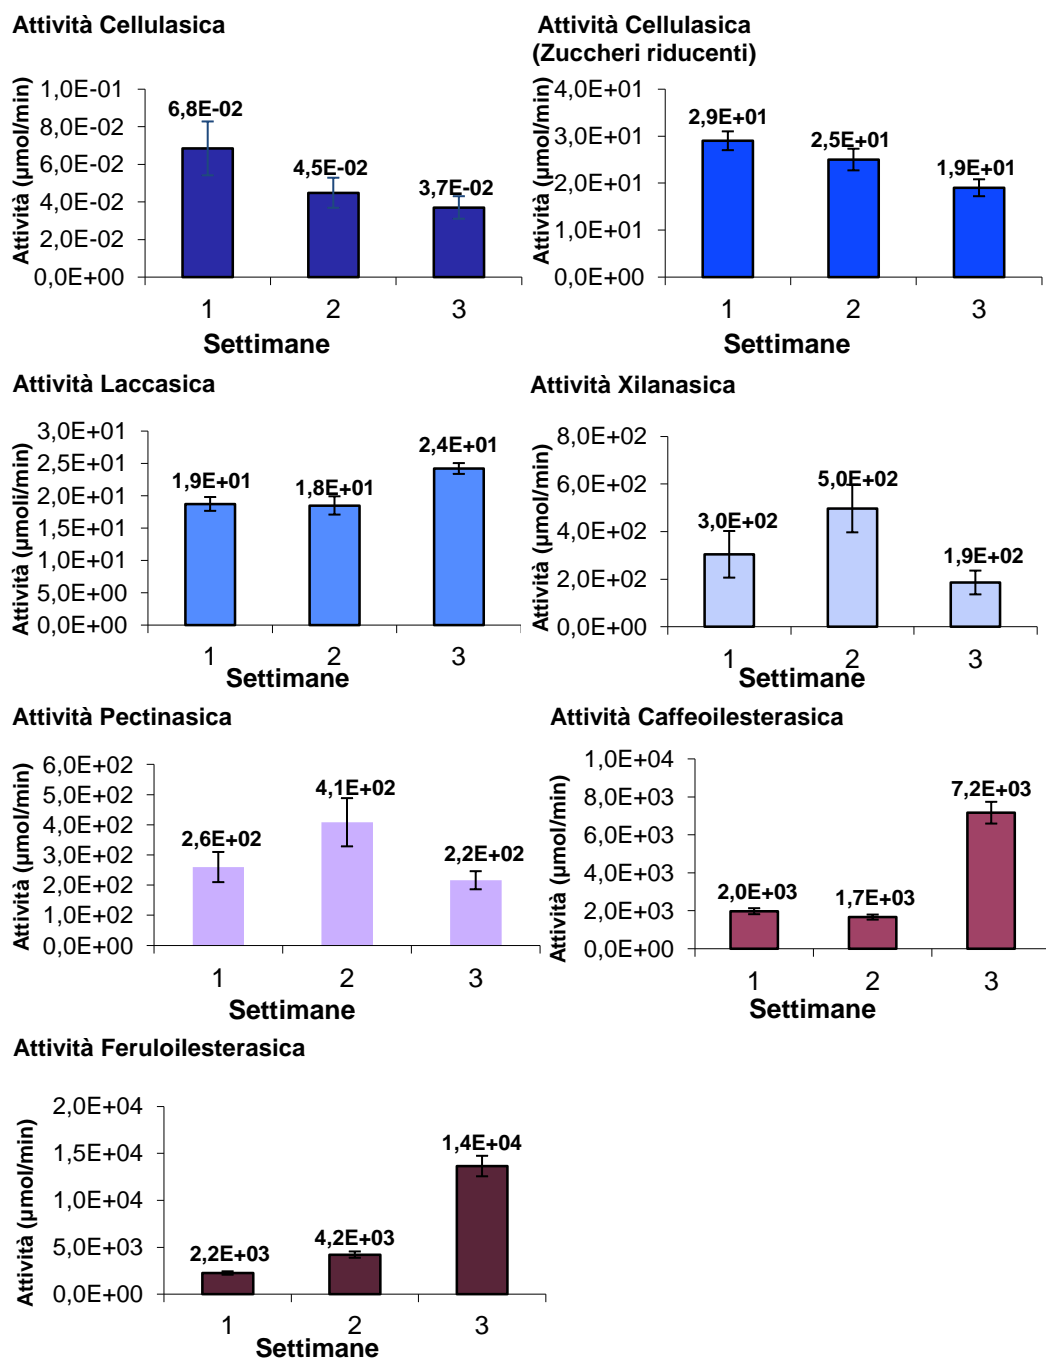 Attività Cellulasica
Attività (µmol/min)
1,0E-01
8,0E-02
6,0E-02
4,0E-02
2,0E-02
0,0E+00
6,8E-02
4,5E-02
3,7E-02
1 2 3
Settimane
Attività Cellulasica
(Zuccheri riducenti)
Attività (µmol/min)
4,0E+01
3,0E+01
2,0E+01
1,0E+01
0,0E+00
2,9E+01
2,5E+01
1,9E+01
1 2 3
Settimane
Attività Laccasica
Attività (µmoli/min)
3,0E+01
2,5E+01
2,0E+01
1,5E+01
1,0E+01
5,0E+00
0,0E+00
1,9E+01
1,8E+01
2,4E+01
1 2 3
Settimane
Attività Xilanasica
Attività (µmol/min)
8,0E+02
6,0E+02
4,0E+02
2,0E+02
0,0E+00
3,0E+02
5,0E+02
1,9E+02
1 2 3
Settimane
Attività Pectinasica
Attività (µmol/min)
6,0E+02
5,0E+02
4,0E+02
3,0E+02
2,0E+02
1,0E+02
0,0E+00
2,6E+02
4,1E+02
2,2E+02
1 2 3
Settimane
Attività Caffeoilesterasica
Attività (µmol/min)
1,0E+04
8,0E+03
6,0E+03
4,0E+03
2,0E+03
0,0E+00
2,0E+03
1,7E+03
7,2E+03
1 2 3
Settimane
Attività Feruloilesterasica
Attività (µmol/min)
2,0E+04
1,5E+04
1,0E+04
5,0E+03
0,0E+00
2,2E+03
4,2E+03
1,4E+04
1 2 3
Settimane